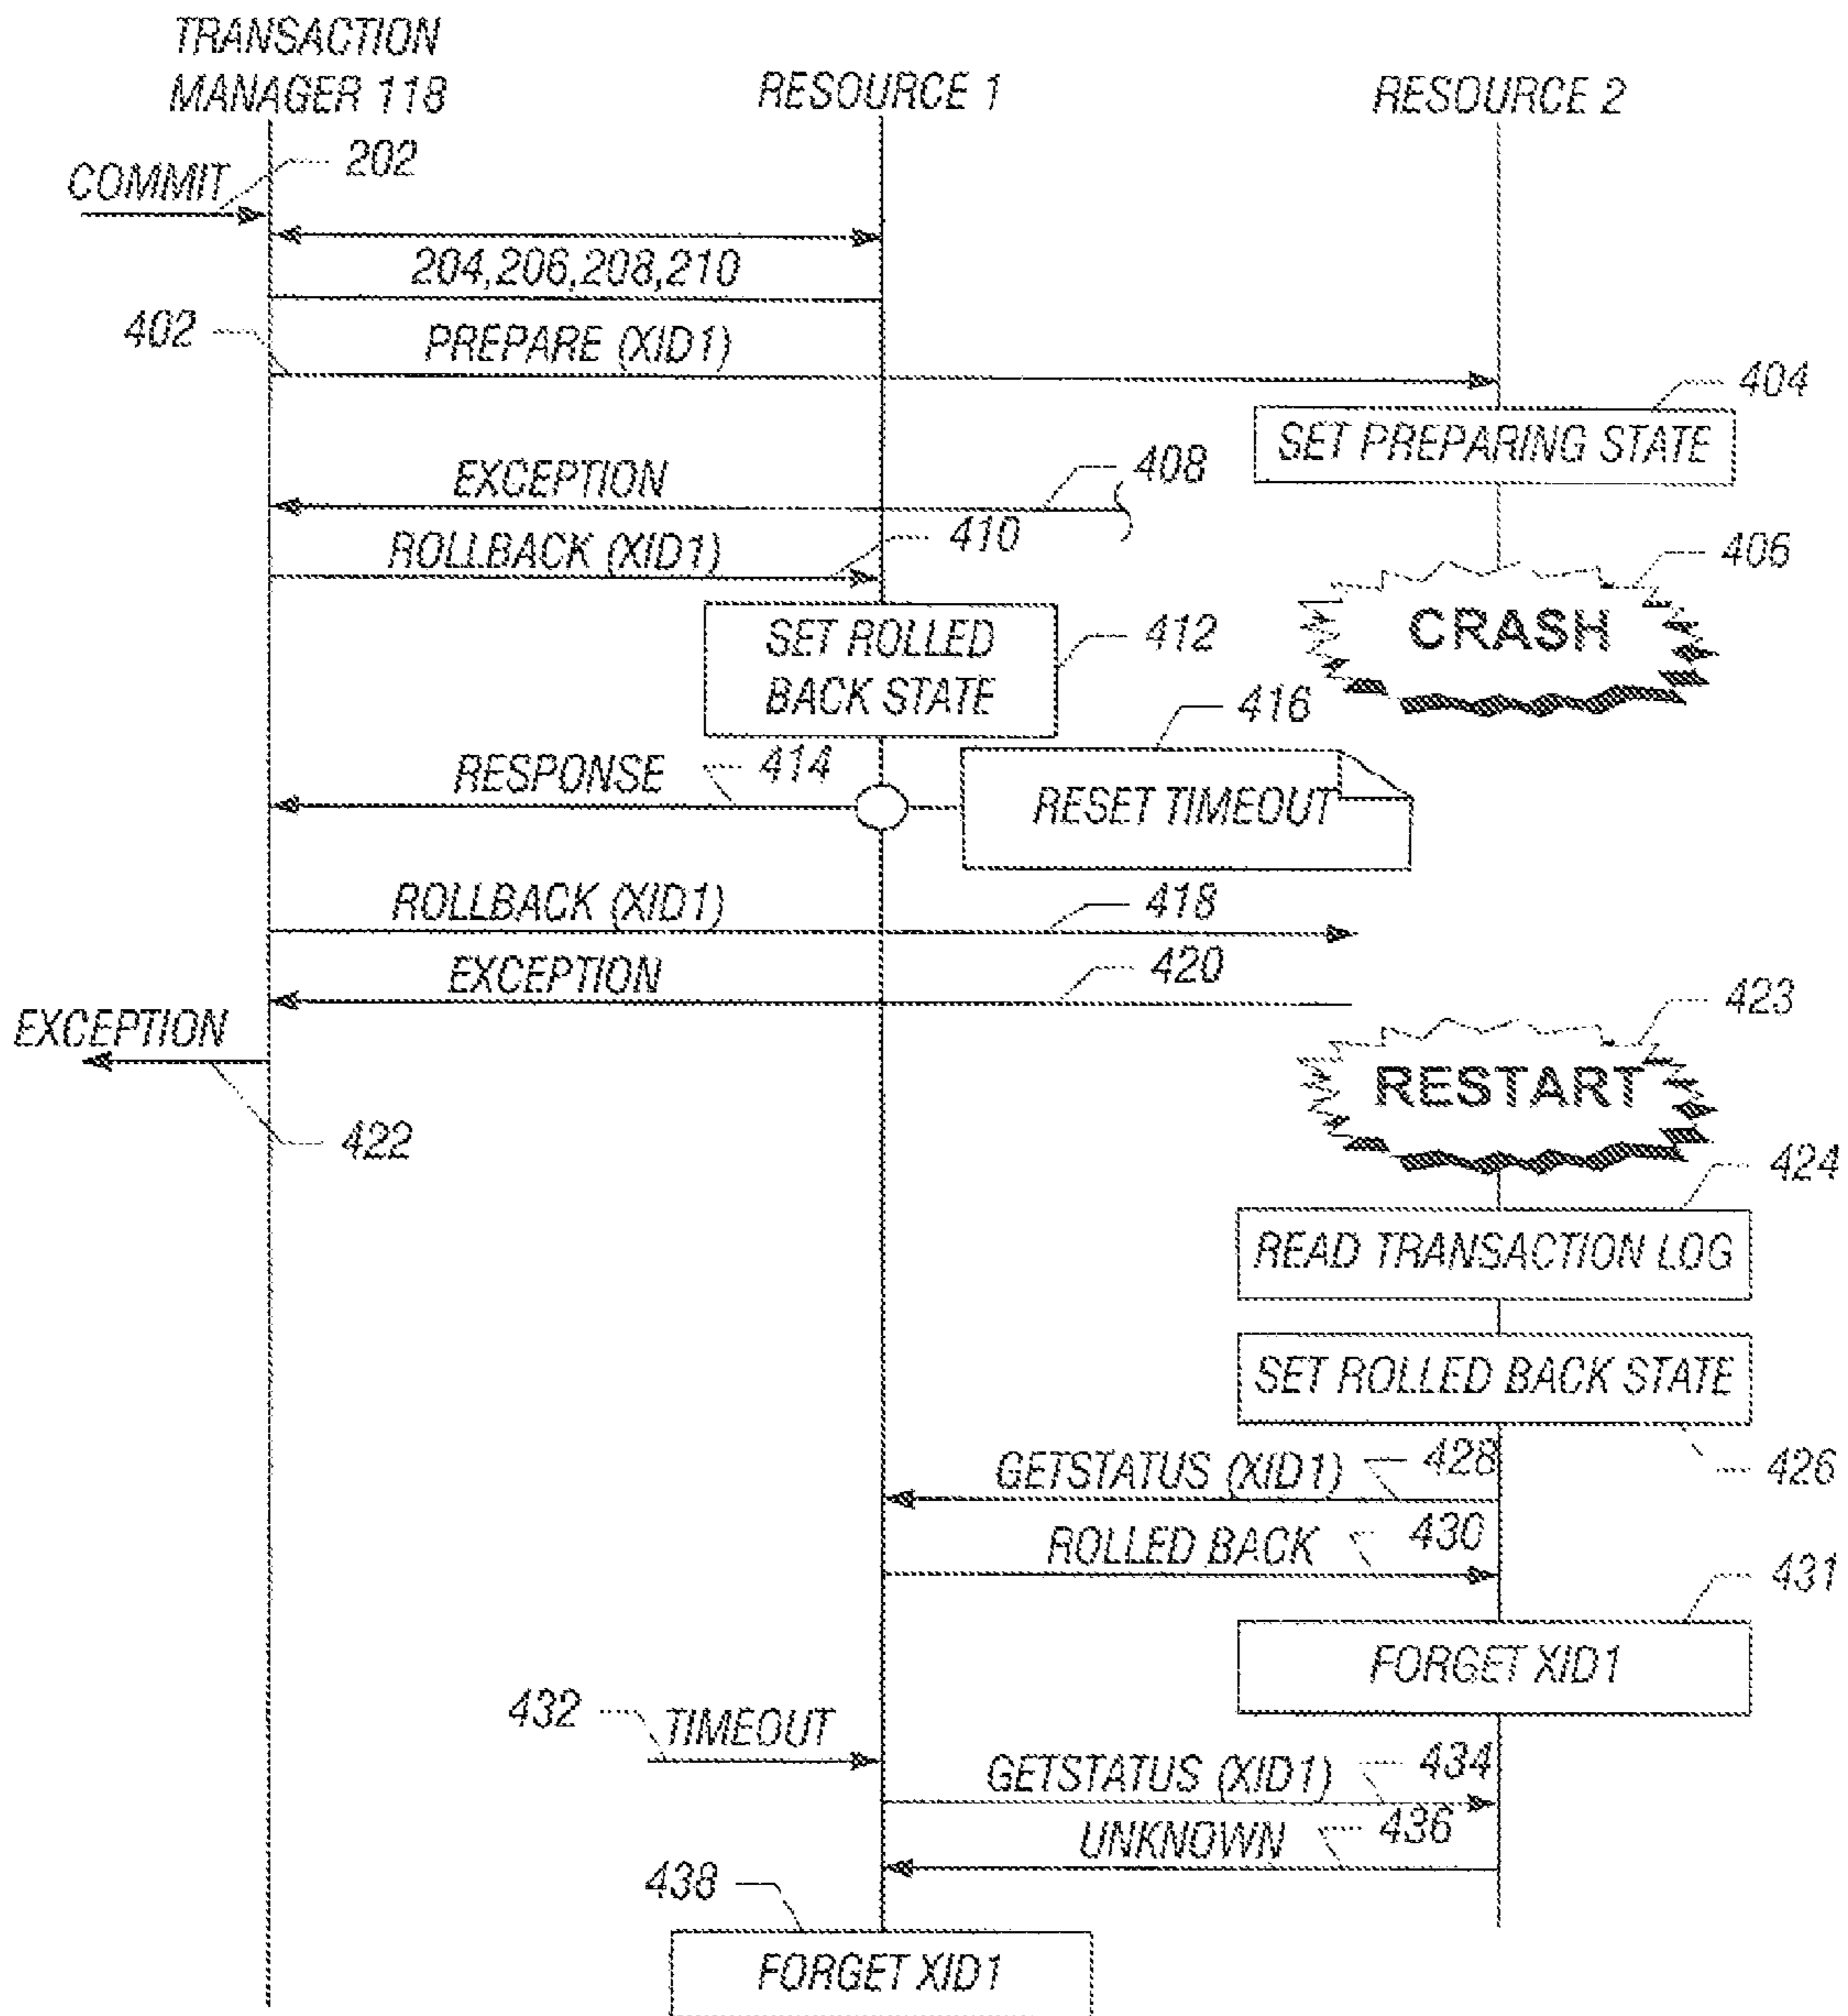 TRANSACTION
MANAGER 118
RESOURCE 1
RESOURCE 2
COMMIT
202
204,206,208,210
402
PREPARE (XID1)
404
SET PREPARING STATE
EXCEPTION
408
ROLLBACK (XID1)
410
406
CRASH
SET ROLLED
BACK STATE
412
416
RESPONSE
414
RESET TIMEOUT
ROLLBACK (XID1)
418
EXCEPTION
420
EXCEPTION
423
RESTART
422
424
READ TRANSACTION LOG
SET ROLLED BACK STATE
GETSTATUS (XID1)
428
426
ROLLED BACK
430
431
FORGET XID1
432
TIMEOUT
GETSTATUS (XID1)
434
UNKNOWN
436
438
FORGET XID1